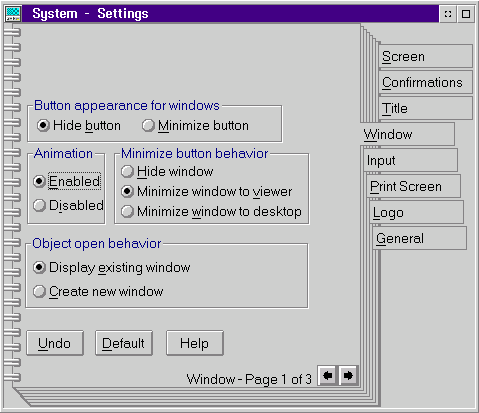 System - Settings
Screen
Confirmations
Title
Window
Input
Print Screen
Logo
General
Button appearance for windows
Hide button Minimize button
Animation
Enabled
Disabled
Minimize button behavior
Hide window
Minimize window to viewer
Minimize window to desktop
Object open behavior
Display existing window
Create new window
Undo Default Help
Window - Page 1 of 3